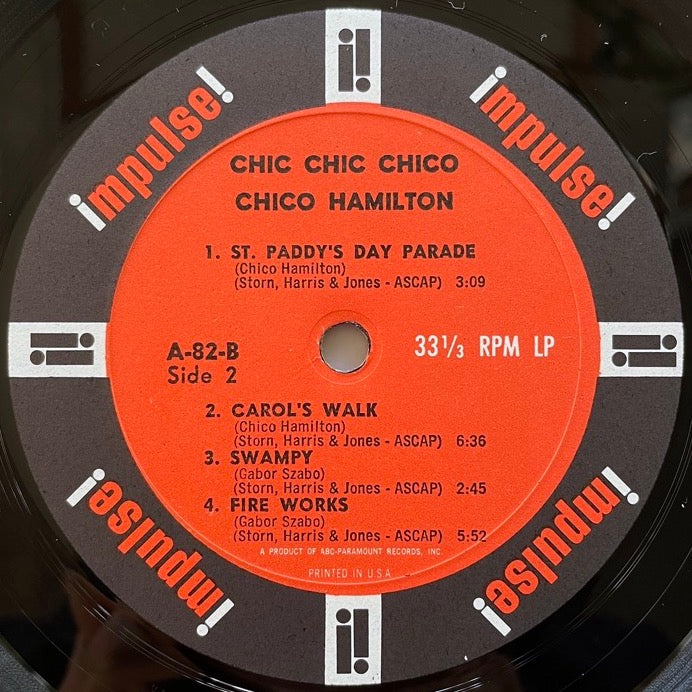 impulse!
impulse!
CHIC CHIC CHICO
CHICO HAMILTON
1. ST. PADDY'S DAY PARADE
(Chico Hamilton)
(Storn, Harris & Jones - ASCAP) 3:09
A-82-B
Side 2
33 1/3 RPM LP
2. CAROL'S WALK
(Chico Hamilton)
(Storn, Harris & Jones - ASCAP) 6:36
3. SWAMPY
(Gabor Szabo)
(Storn, Harris & Jones - ASCAP) 2:45
4. FIRE WORKS
(Gabor Szabo)
(Storn, Harris & Jones - ASCAP) 5:52
A PRODUCT OF ABC-PARAMOUNT RECORDS, INC.
PRINTED IN U.S.A.
impulse!
impulse!